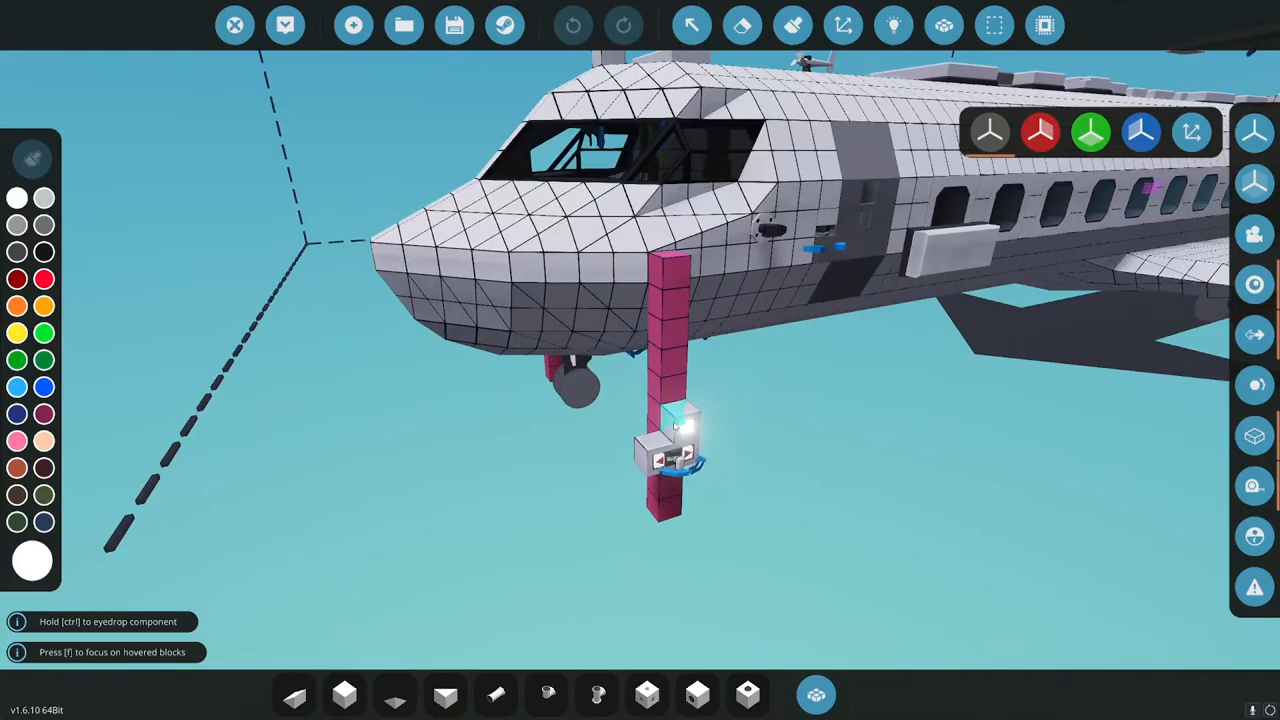 Hold [ctrl] to eyedrop component
Press [f] to focus on hovered blocks
v1.6.10 64Bit